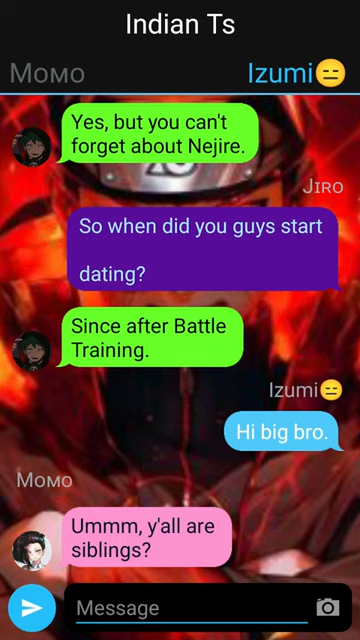 Indian Ts
Momo Izumi😑
Yes, but you can't
forget about Nejire.
Jiro
So when did you guys start
dating?
Since after Battle
Training.
Izumi😑
Hi big bro.
Momo
Ummm, y'all are
siblings?
Message